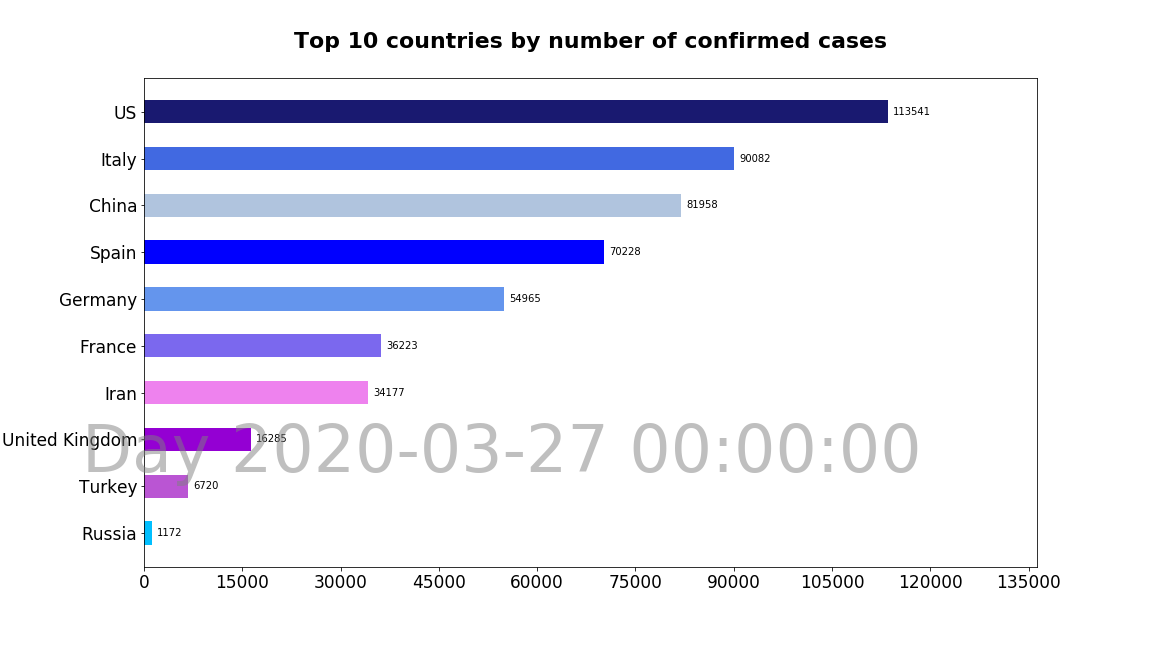 Top 10 countries by number of confirmed cases
US 113541
Italy 90082
China 81958
Spain 70228
Germany 54965
France 36223
Iran 34177
United Kingdom 16285
Day 2020-03-27 00:00:00
Turkey 6720
Russia 1172
0 15000 30000 45000 60000 75000 90000 105000 120000 135000